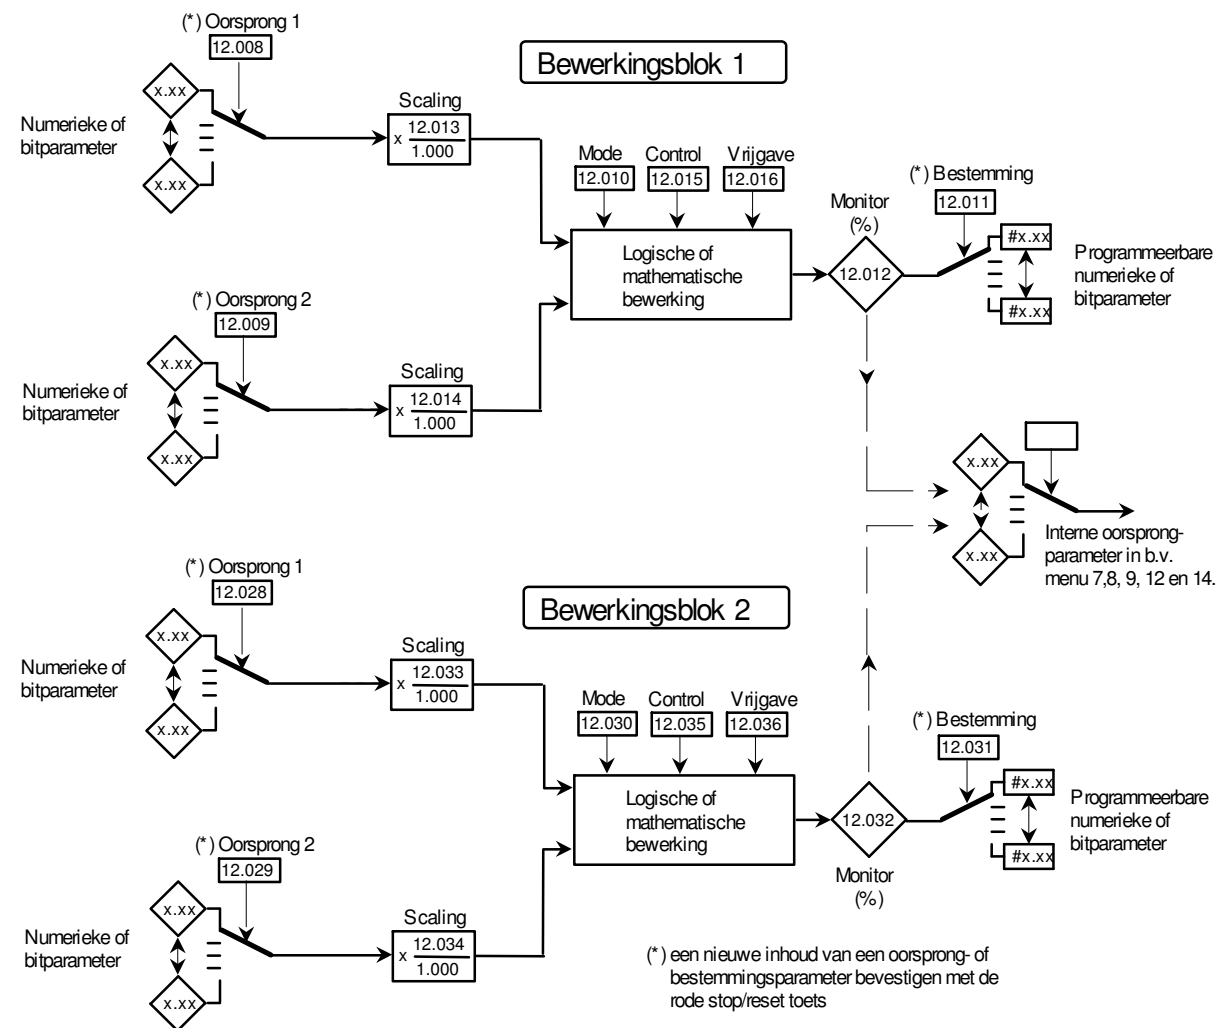 (*) Oorsprong 1
12.008
Bewerkingsblok 1
x.xx
Numerieke of
bitparameter
x.xx
Scaling
x 12.013
1.000
Mode
12.010
Control
12.015
Vrijgave
12.016
Logische of
mathematische
bewerking
Monitor
(%)
12.012
(*) Bestemming
12.011
#x.xx
#x.xx
Programmeerbare
numerieke of
bitparameter
(*) Oorsprong 2
12.009
x.xx
Numerieke of
bitparameter
x.xx
Scaling
x 12.014
1.000
x.xx
x.xx
Interne oorsprong-
parameter in b.v.
menu 7,8, 9, 12 en 14.
(*) Oorsprong 1
12.028
Bewerkingsblok 2
x.xx
Numerieke of
bitparameter
x.xx
Scaling
x 12.033
1.000
Mode
12.030
Control
12.035
Vrijgave
12.036
Logische of
mathematische
bewerking
12.032
Monitor
(%)
(*) Bestemming
12.031
#x.xx
#x.xx
Programmeerbare
numerieke of
bitparameter
(*) Oorsprong 2
12.029
x.xx
Numerieke of
bitparameter
x.xx
Scaling
x 12.034
1.000
(*) een nieuwe inhoud van een oorsprong- of
bestemmingsparameter bevestigen met de
rode stop/reset toets